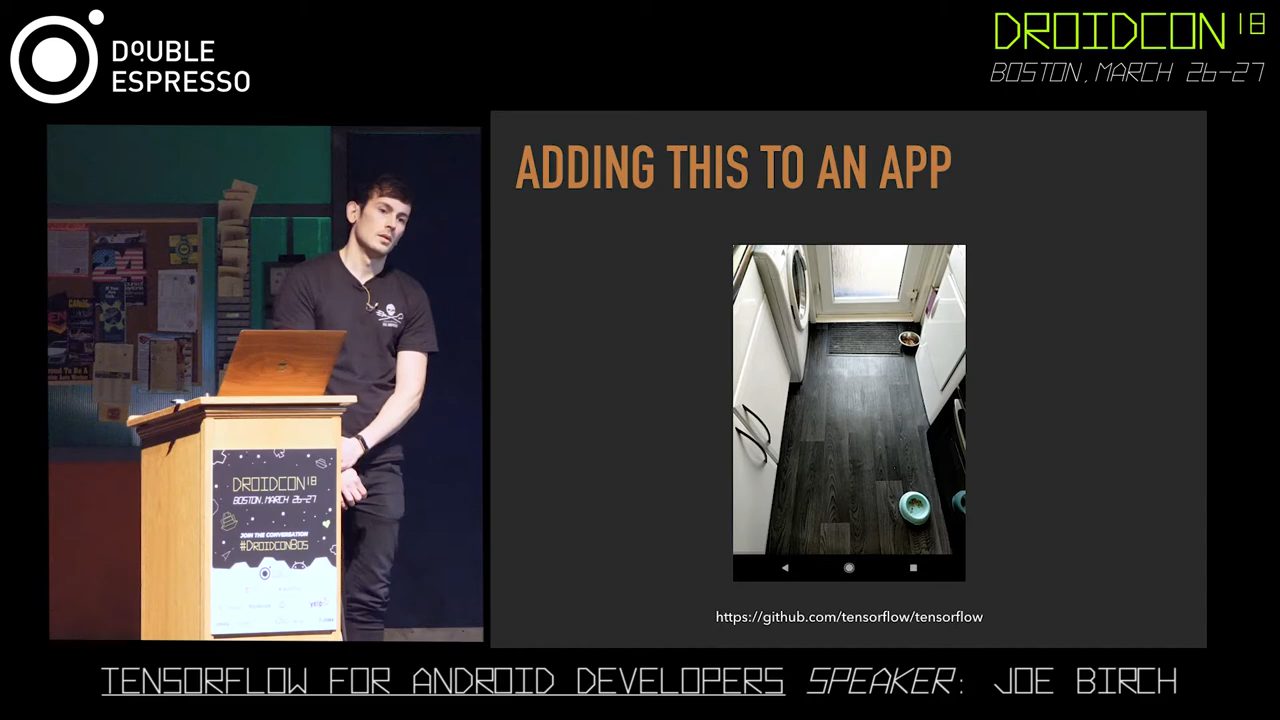 DOUBLE
ESPRESSO
DROIDCON 18
BOSTON, MARCH 26-27
ADDING THIS TO AN APP
https://github.com/tensorflow/tensorflow
DROIDCON 18
BOSTON, MARCH 26-27
JOIN THE CONVERSATION
#DROIDCONBOS
yelp
TENSORFLOW FOR ANDROID DEVELOPERS SPEAKER: JOE BIRCH